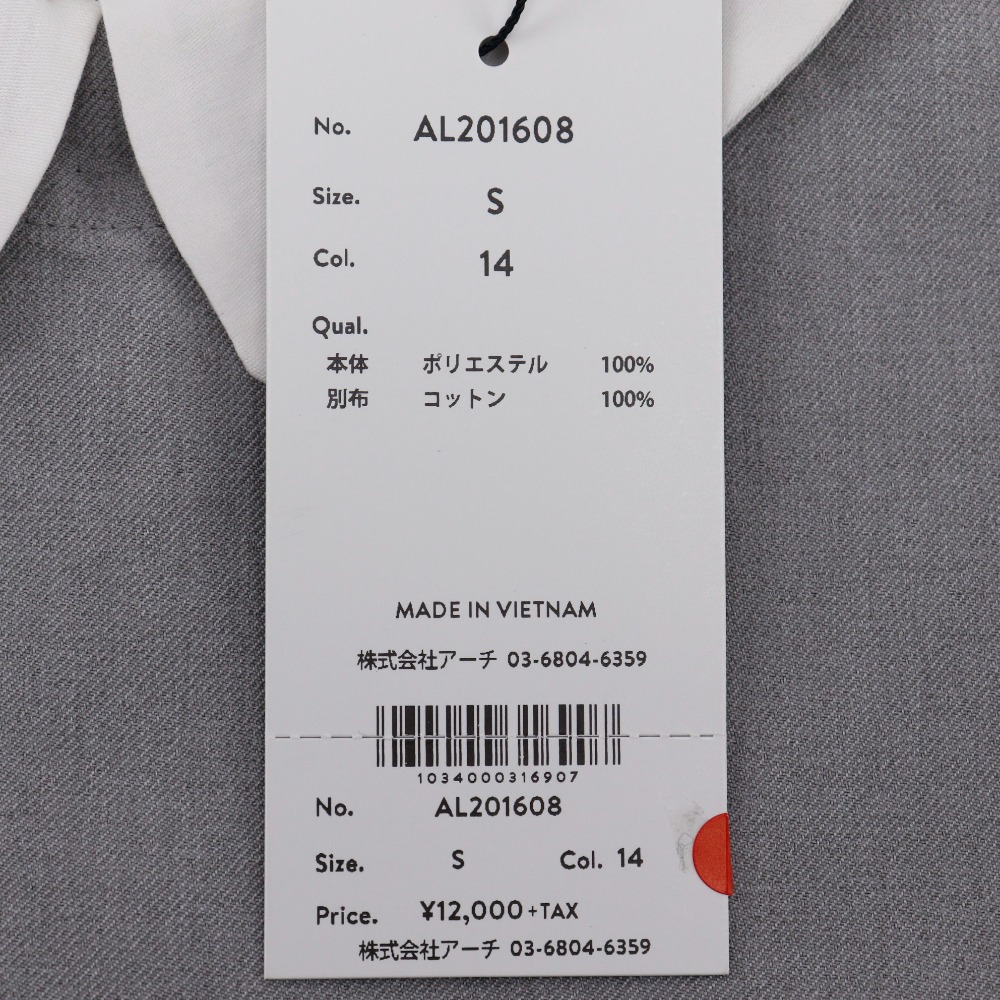 No. AL201608
Size. S
Col. 14
Qual.
本体 ポリエステル 100%
別布 コットン 100%
MADE IN VIETNAM
株式会社アーチ 03-6804-6359
1034000316907
No. AL201608
Size. S Col. 14
Price. ¥12,000+TAX
株式会社アーチ 03-6804-6359